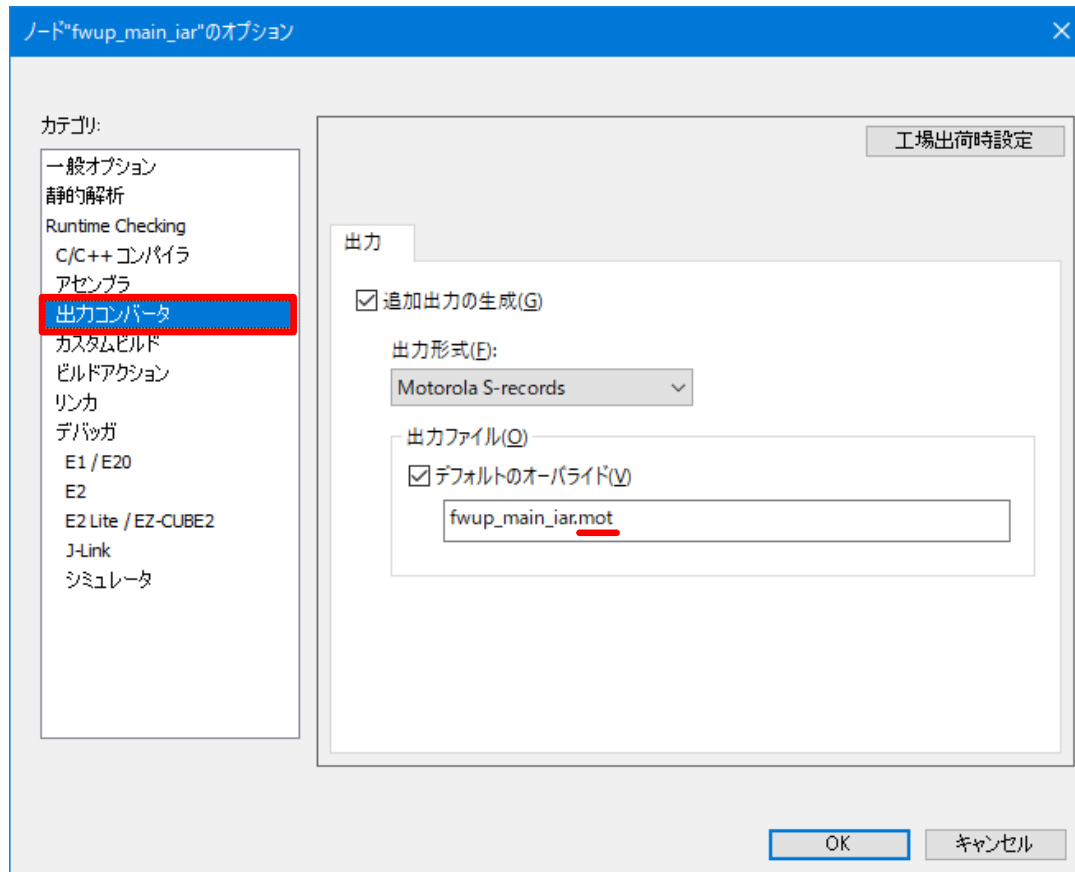 ノード"fwup_main_iar"のオプション
カテゴリ:
一般オプション
静的解析
Runtime Checking
C/C++ コンパイラ
アセンブラ
出力コンバータ
カスタムビルド
ビルドアクション
リンカ
デバッガ
E1 / E20
E2
E2 Lite / EZ-CUBE2
J-Link
シミュレータ
工場出荷時設定
出力
追加出力の生成(G)
出力形式(F):
Motorola S-records
出力ファイル(O)
デフォルトのオーバライド(V)
fwup_main_iar.mot
OK
キャンセル